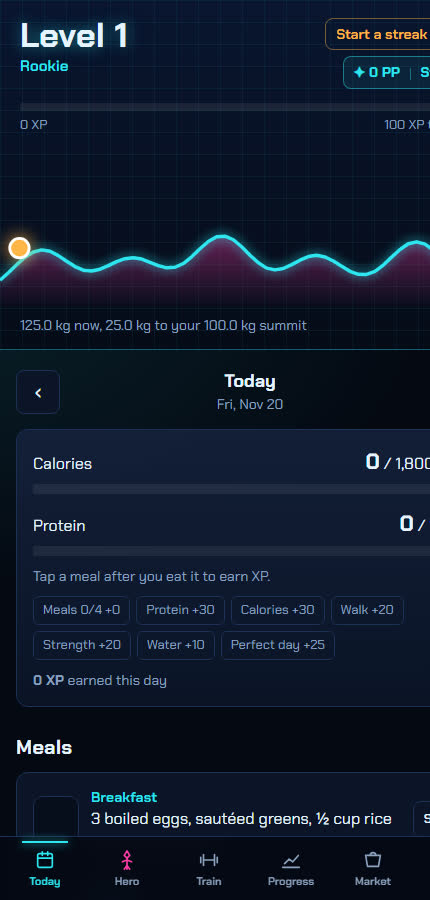 Level 1
Start a streak
Rookie
✦ 0 PP |
0 XP
100 XP
125.0 kg now, 25.0 kg to your 100.0 kg summit
‹
Today
Fri, Nov 20
Calories
0 / 1,800
Protein
0 /
Tap a meal after you eat it to earn XP.
Meals 0/4 +0
Protein +30
Calories +30
Walk +20
Strength +20
Water +10
Perfect day +25
0 XP earned this day
Meals
Breakfast
3 boiled eggs, sautéed greens, ½ cup rice
Today
Hero
Train
Progress
Market